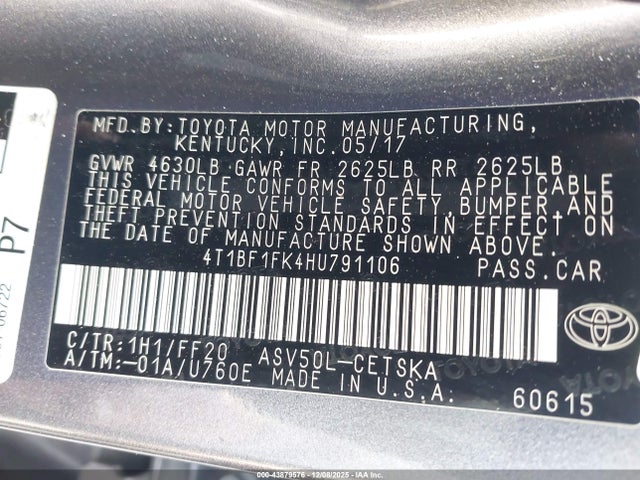 MFD.BY:TOYOTA MOTOR MANUFACTURING,
KENTUCKY, INC. 05/17
GVWR 4630LB GAWR FR 2625LB RR 2625LB
THIS VEHICLE CONFORMS TO ALL APPLICABLE
FEDERAL MOTOR VEHICLE SAFETY, BUMPER, AND
THEFT PREVENTION STANDARDS IN EFFECT ON
THE DATE OF MANUFACTURE SHOWN ABOVE.
4T1BF1FK4HU791106 PASS.CAR
C/TR:1H1/FF20 ASV50L-CETSKA
A/TM:-01A/U760E MADE IN U.S.A.
60615
TOYOTA
P7
06/22
000-43879576 - 12/08/2025 - IAA Inc.